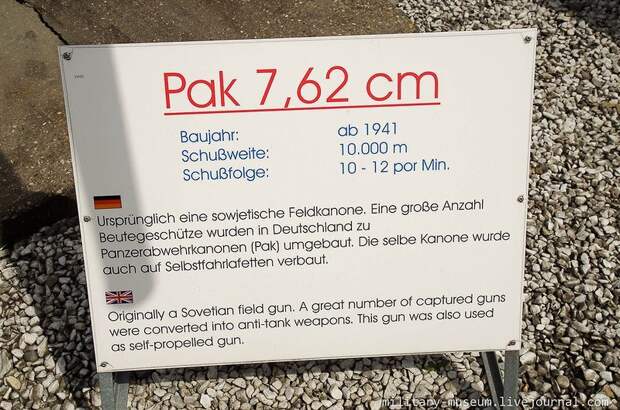 Pak 7,62 cm
Baujahr: ab 1941
Schußweite: 10.000 m
Schußfolge: 10 - 12 por Min.
Ursprünglich eine sowjetische Feldkanone. Eine große Anzahl
Beutegeschütze wurden in Deutschland zu
Panzerabwehrkanonen (Pak) umgebaut. Die selbe Kanone wurde
auch auf Selbstfahrlafetten verbaut.
Originally a Sovetian field gun. A great number of captured guns
were converted into anti-tank weapons. This gun was also used
as self-propelled gun.
military-museum.livejournal.com